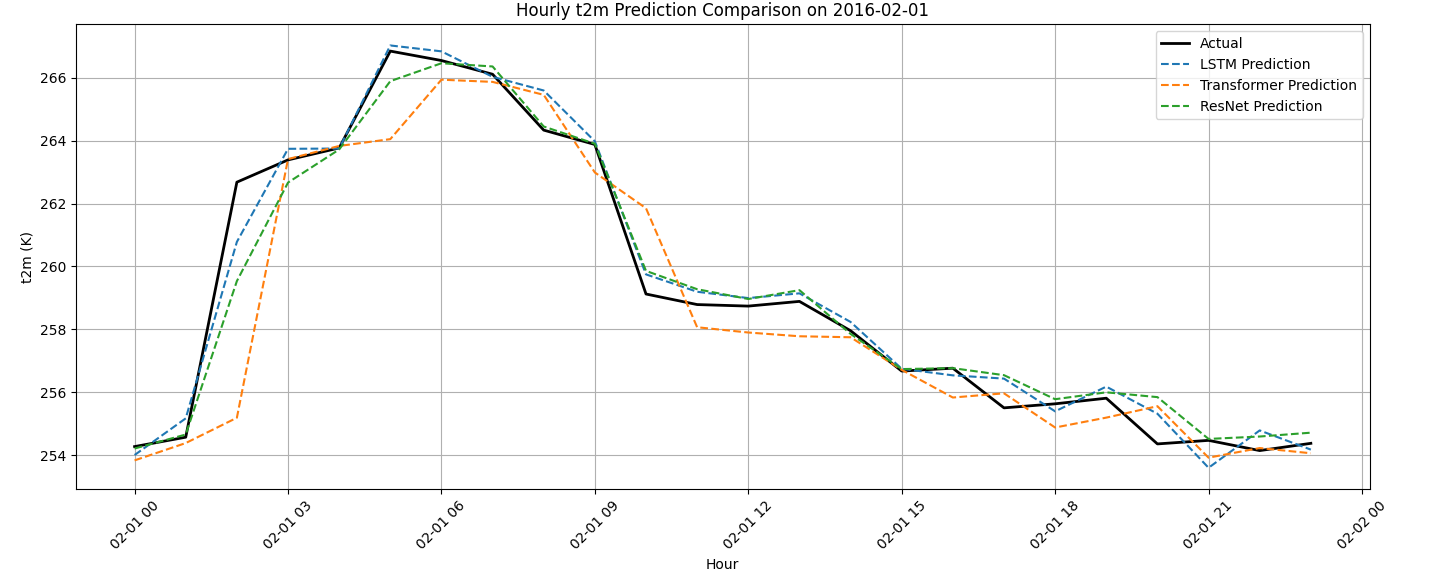 Hourly t2m Prediction Comparison on 2016-02-01
Actual
LSTM Prediction
Transformer Prediction
ResNet Prediction
266
264
262
260
258
256
254
t2m (K)
02-01 00
02-01 03
02-01 06
02-01 09
02-01 12
02-01 15
02-01 18
02-01 21
02-02 00
Hour